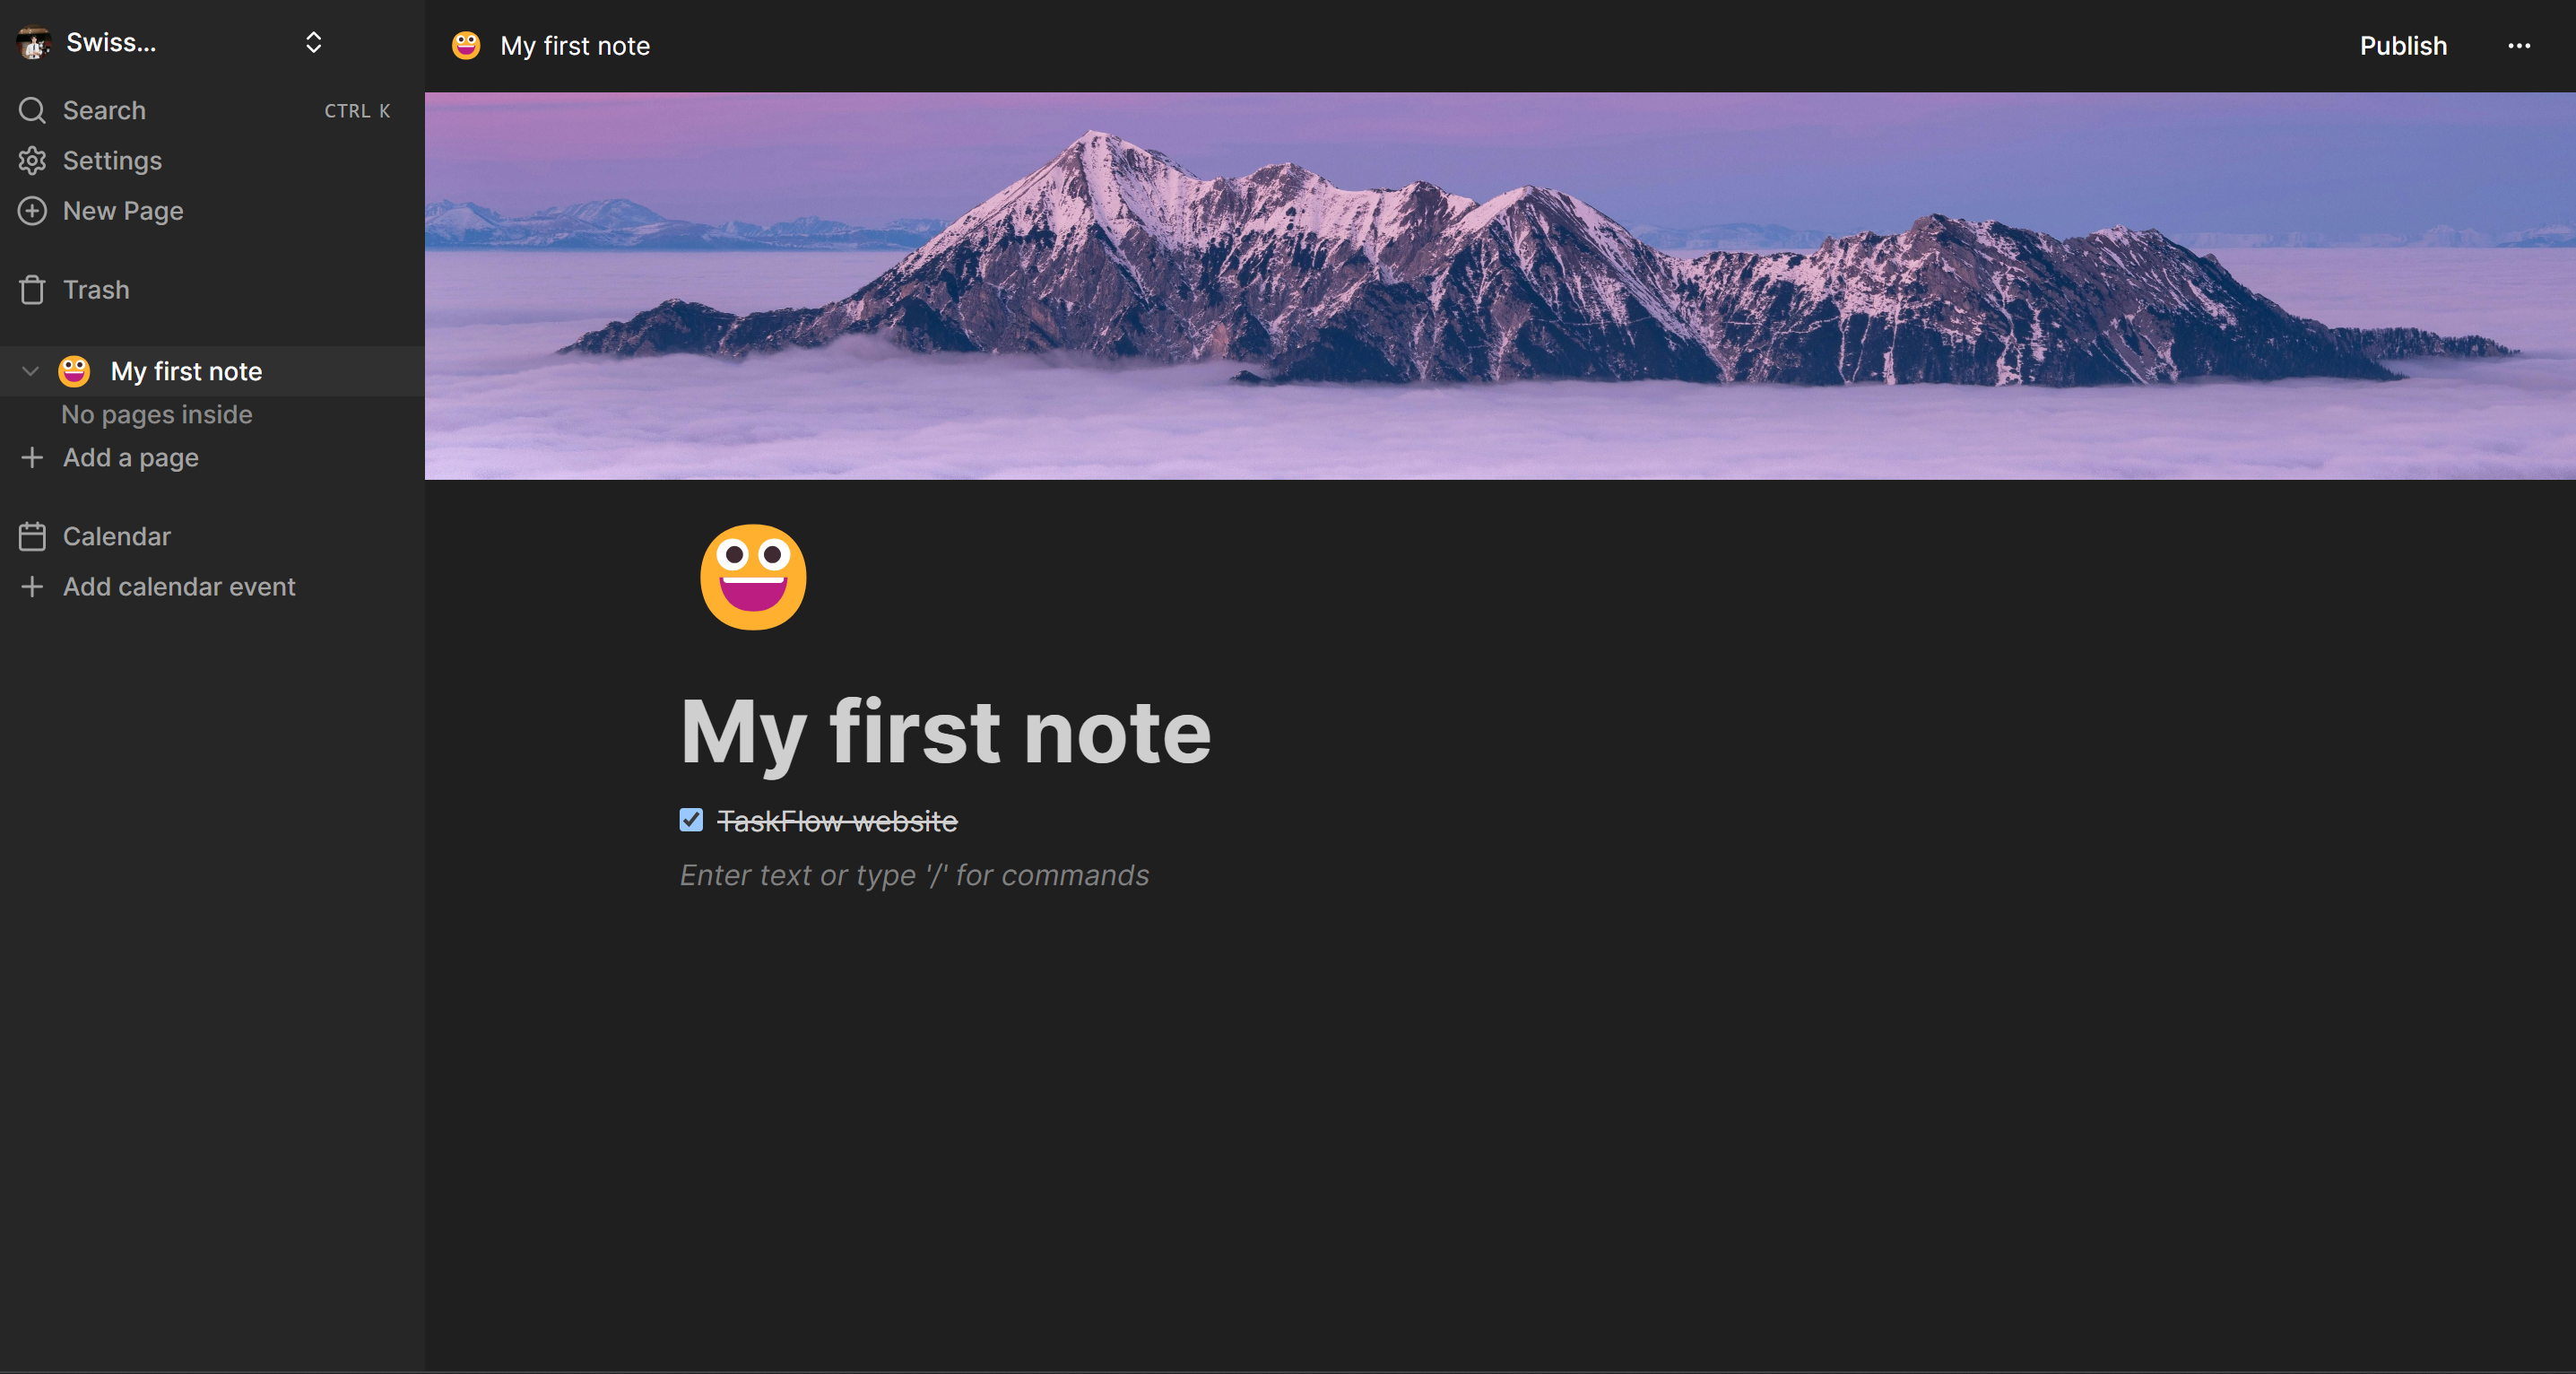 Swiss...
Search CTRL K
Settings
New Page
Trash
My first note
No pages inside
Add a page
Calendar
Add calendar event
My first note
Publish
My first note
TaskFlow website
Enter text or type '/' for commands